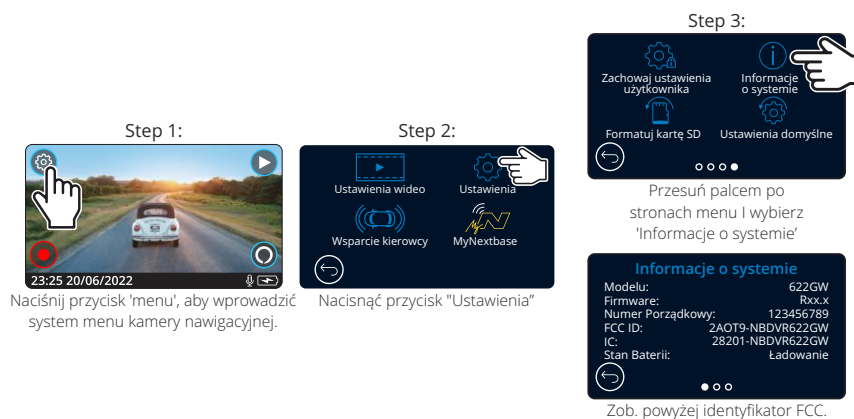 Step 1:
23:25 20/06/2022
Naciśnij przycisk 'menu', aby wprowadzić
system menu kamery nawigacyjnej.
Step 2:
Ustawienia wideo
Ustawienia
Wsparcie kierowcy
MyNextbase
Nacisnąć przycisk "Ustawienia”
Step 3:
Zachowaj ustawienia
użytkownika
Informacje
o systemie
Formatuj kartę SD
Ustawienia domyślne
Przesuń palcem po
stronach menu I wybierz
'Informacje o systemie’
Informacje o systemie
Modelu: 622GW
Firmware: Rxx.x
Numer Porządkowy: 123456789
FCC ID: 2AOT9-NBDVR622GW
IC: 28201-NBDVR622GW
Stan Baterii: Ładowanie
Zob. powyżej identyfikator FCC.